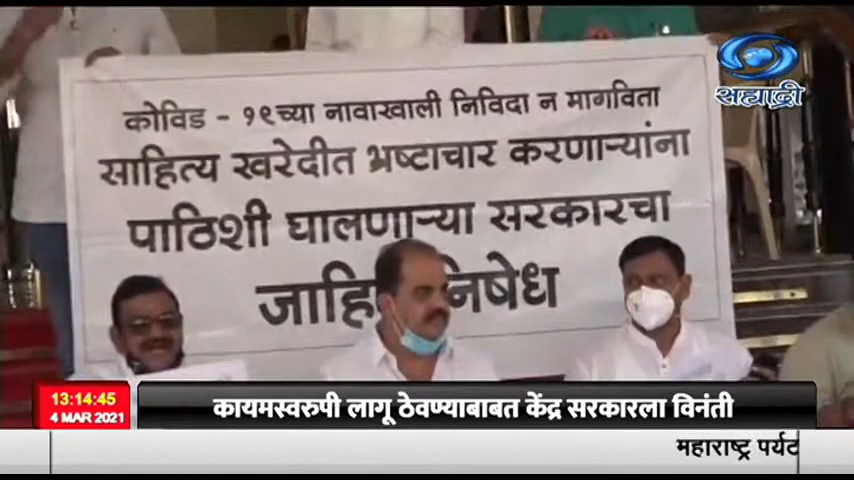 सह्याद्री
कोविड - १९च्या नावाखाली निविदा न मागविता
साहित्य खरेदीत भ्रष्टाचार करणाऱ्यांना
पाठिशी घालणाऱ्या सरकारचा
जाहि निषेध
13:14:45
4 MAR 2021
कायमस्वरुपी लागू ठेवण्याबाबत केंद्र सरकारला विनंती
महाराष्ट्र पर्यट